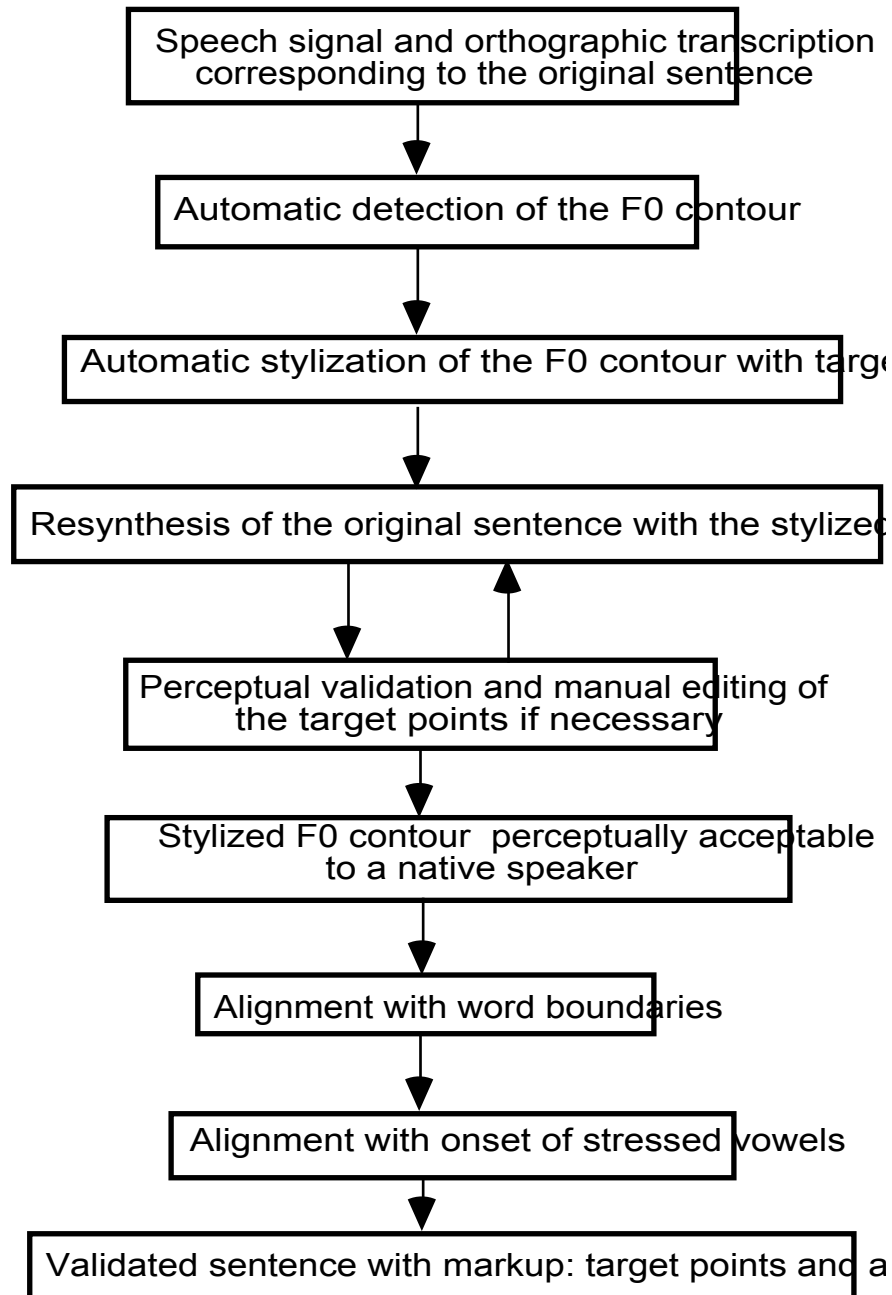 Speech signal and orthographic transcription
corresponding to the original sentence
Automatic detection of the F0 contour
Automatic stylization of the F0 contour with
Resynthesis of the original sentence with the stylized
Perceptual validation and manual editing of
the target points if necessary
Stylized F0 contour perceptually acceptable
to a native speaker
Alignment with word boundaries
Alignment with onset of stressed vowels
Validated sentence with markup: target points and